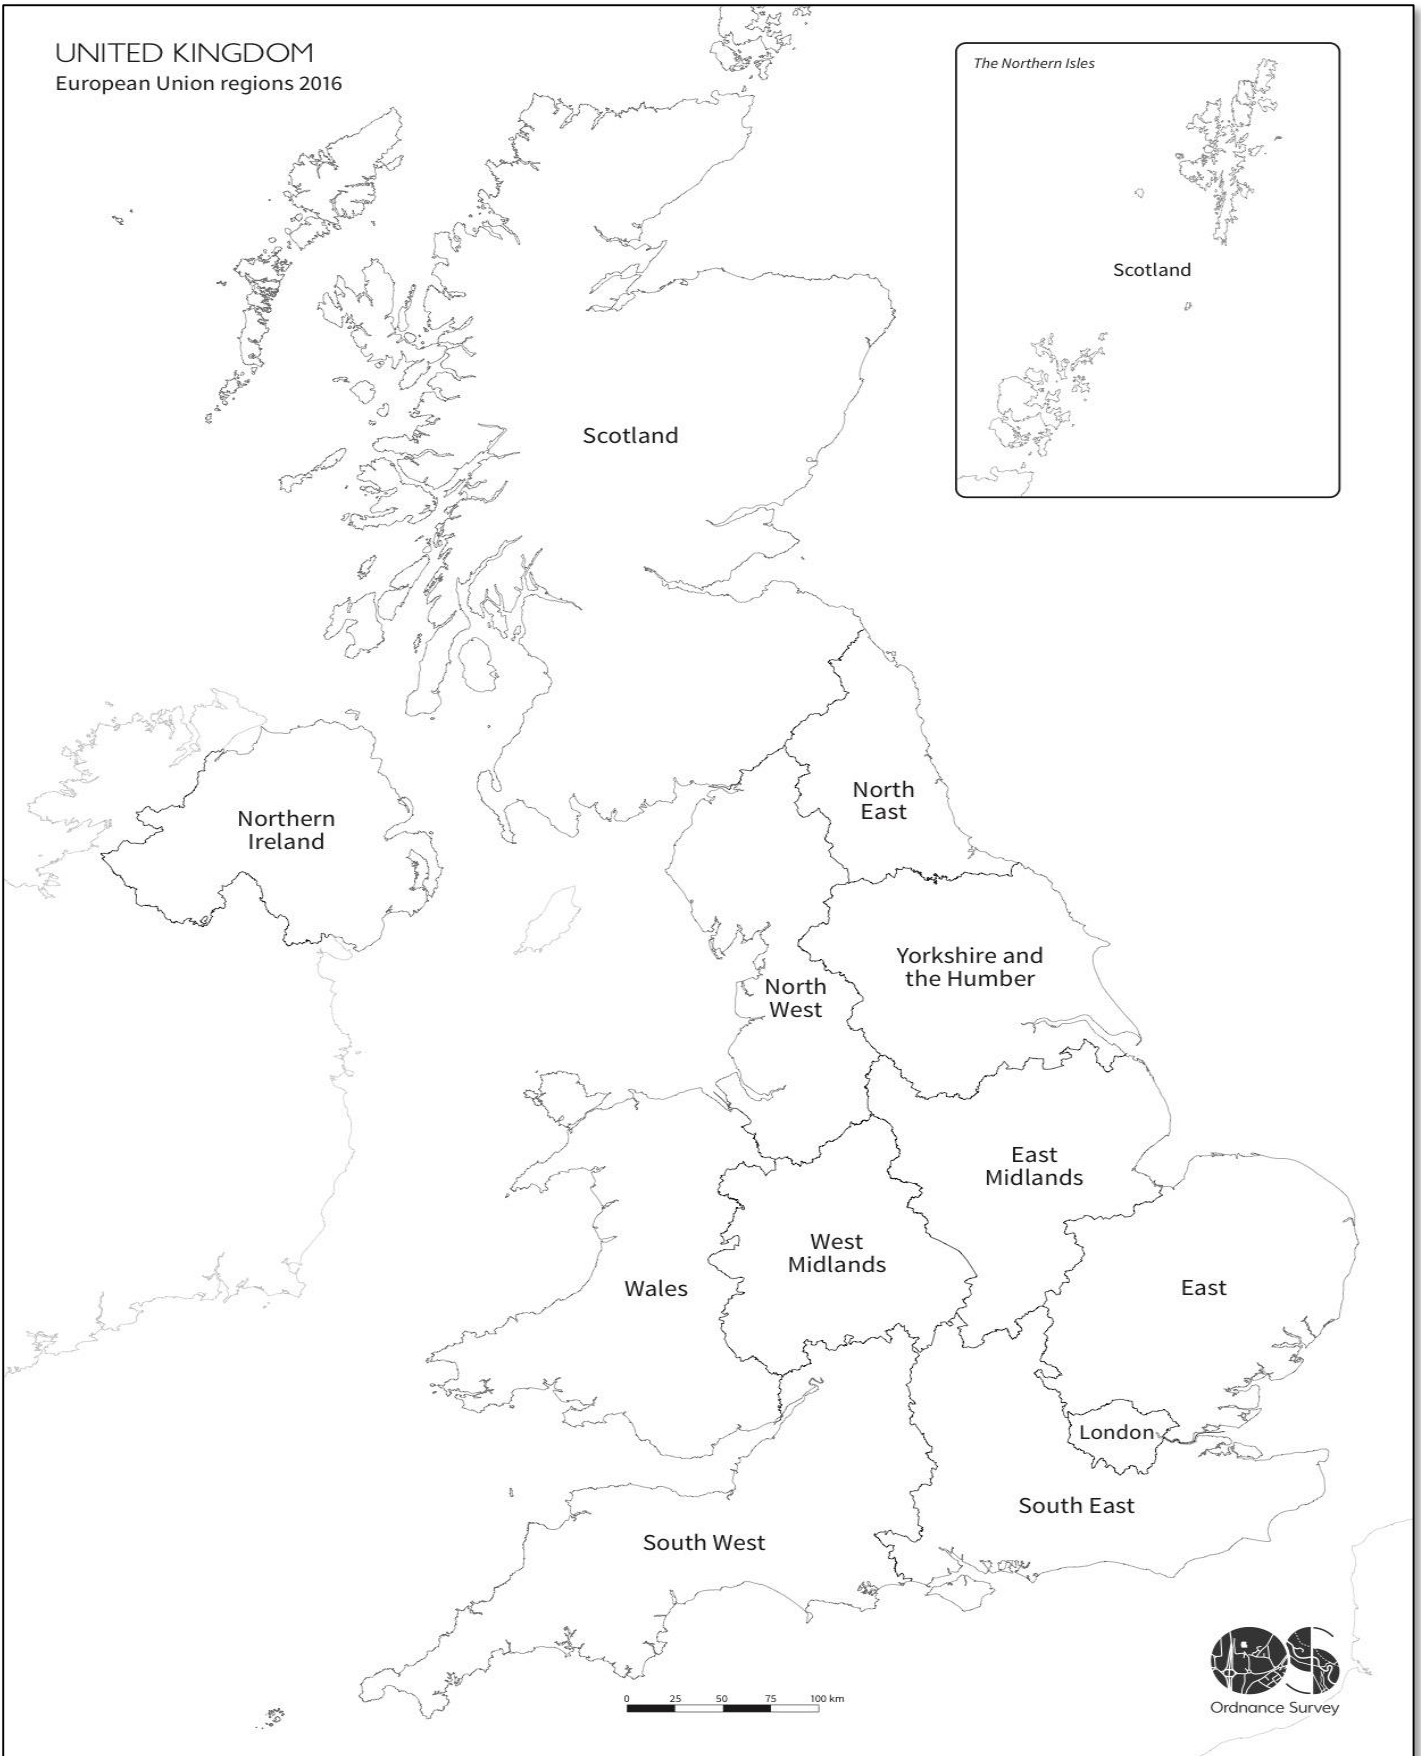 UNITED KINGDOM
European Union regions 2016
The Northern Isles
Scotland
Scotland
Northern
Ireland
North
East
Yorkshire and
the Humber
North
West
East
Midlands
West
Midlands
Wales
East
London
South East
South West
0 25 50 75 100 km
OS
Ordnance Survey